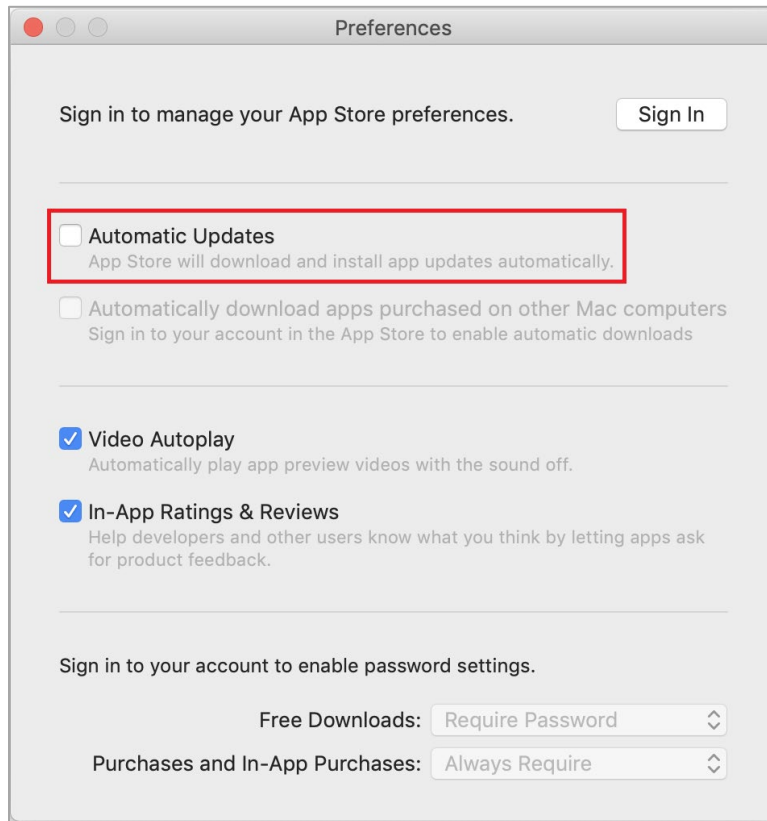 Preferences
Sign in to manage your App Store preferences.
Sign In
Automatic Updates
App Store will download and install app updates automatically.
Automatically download apps purchased on other Mac computers
Sign in to your account in the App Store to enable automatic downloads
Video Autoplay
Automatically play app preview videos with the sound off.
In-App Ratings & Reviews
Help developers and other users know what you think by letting apps ask
for product feedback.
Sign in to your account to enable password settings.
Free Downloads: Require Password
Purchases and In-App Purchases: Always Require